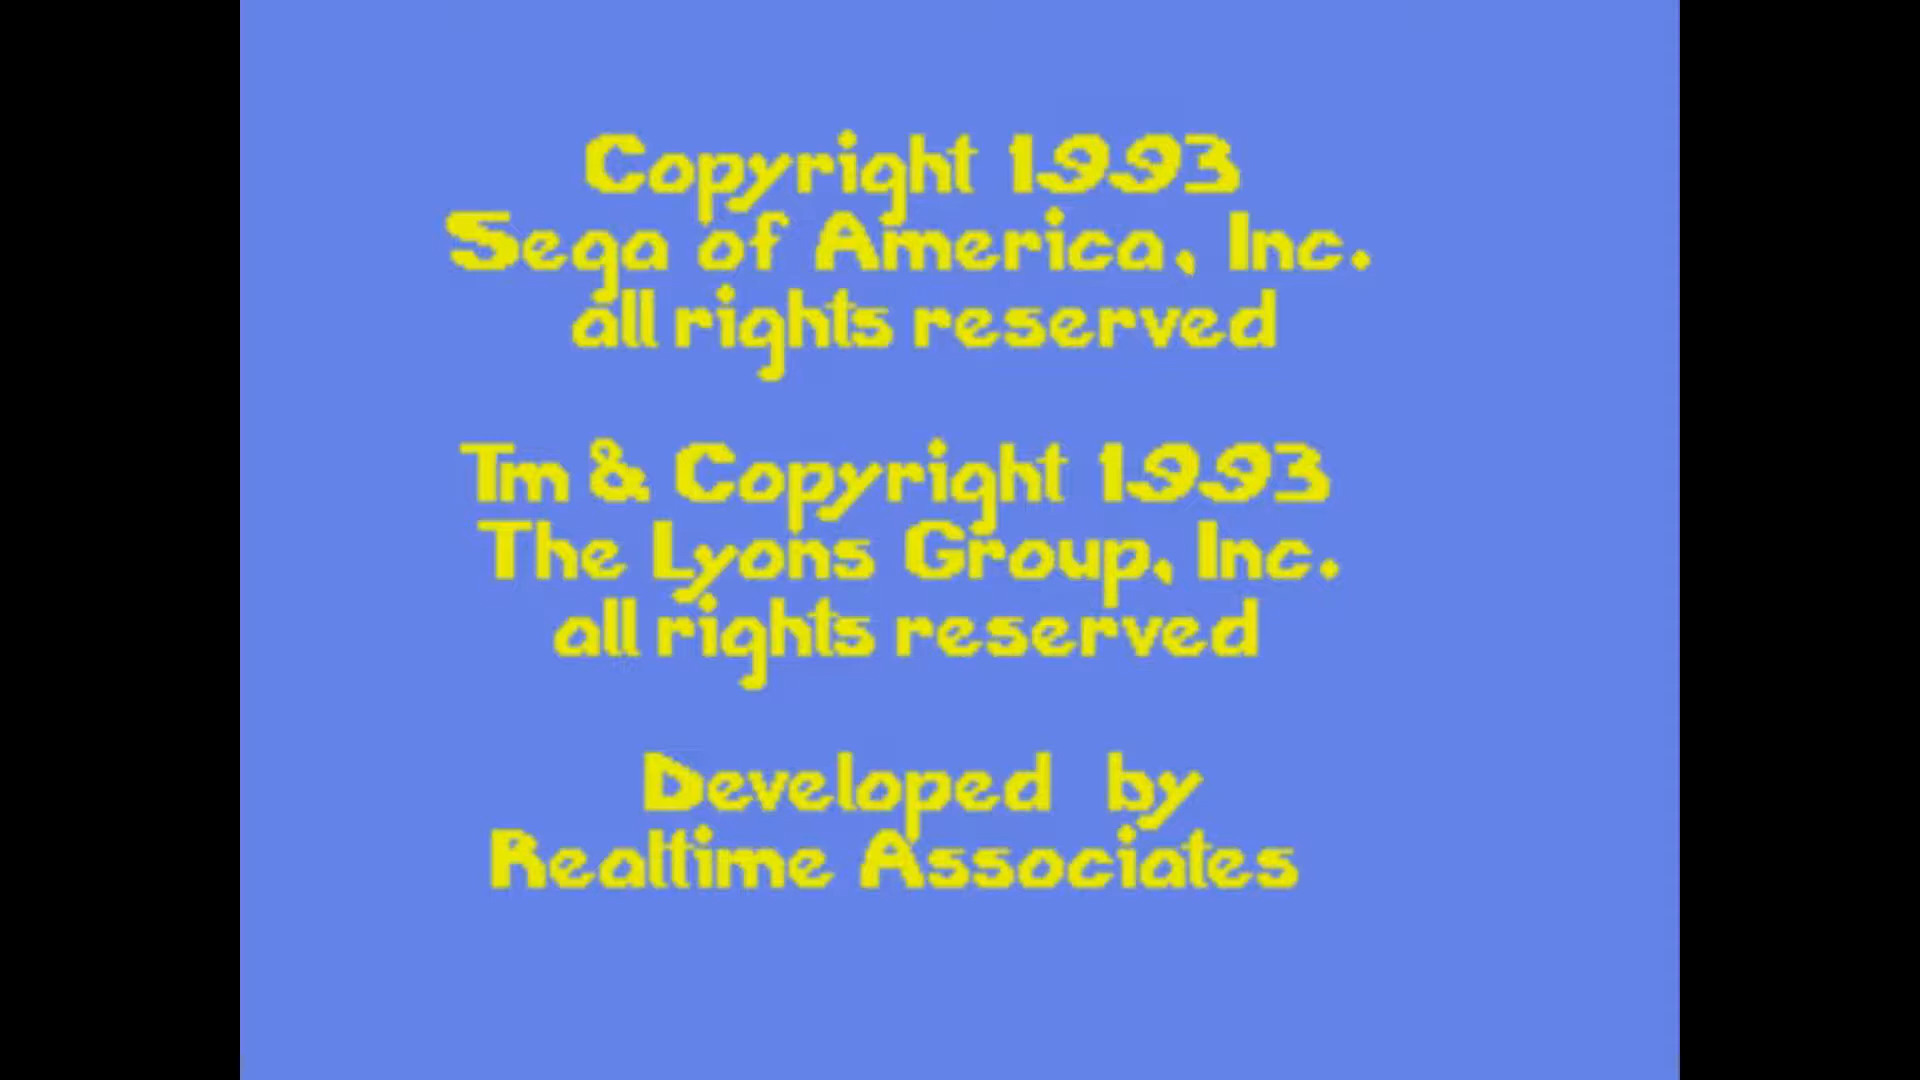 Copyright 1993
Sega of America, Inc.
all rights reserved
Tm & Copyright 1993
The Lyons Group, Inc.
all rights reserved
Developed by
Realtime Associates